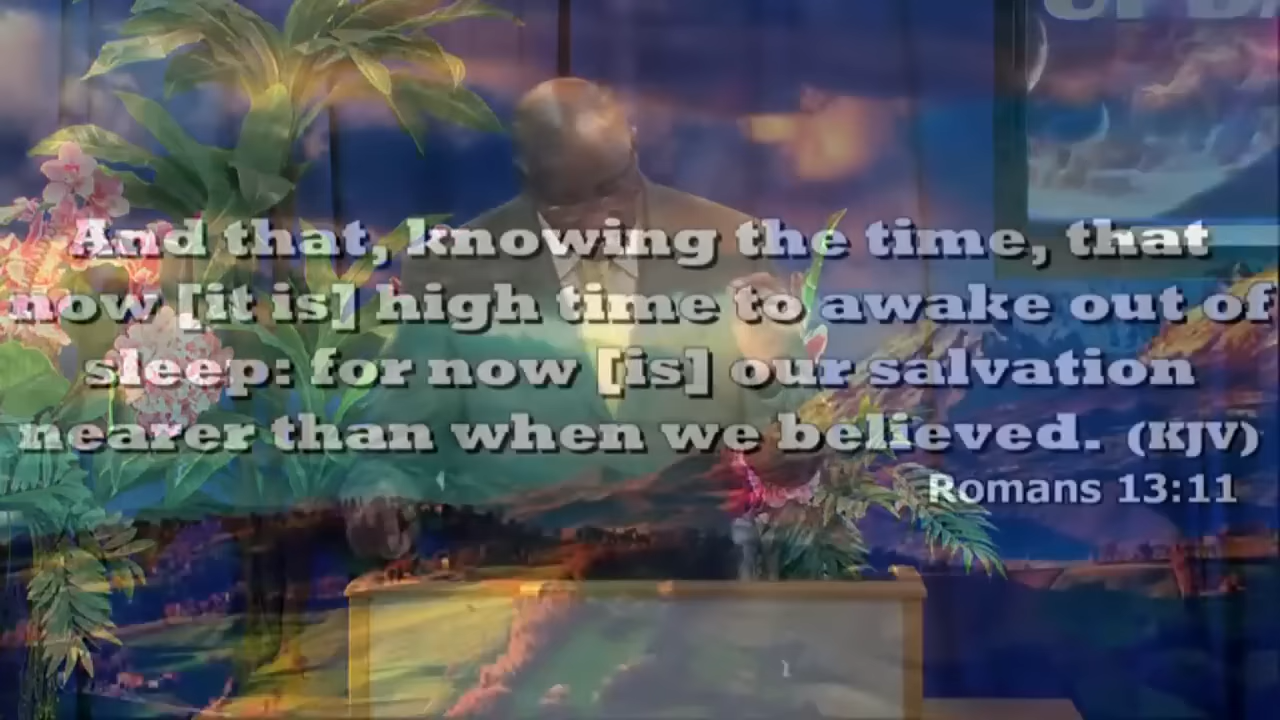 And that, knowing the time, that
now [it is] high time to awake out of
sleep: for now [is] our salvation
nearer than when we believed. (KJV)
Romans 13:11